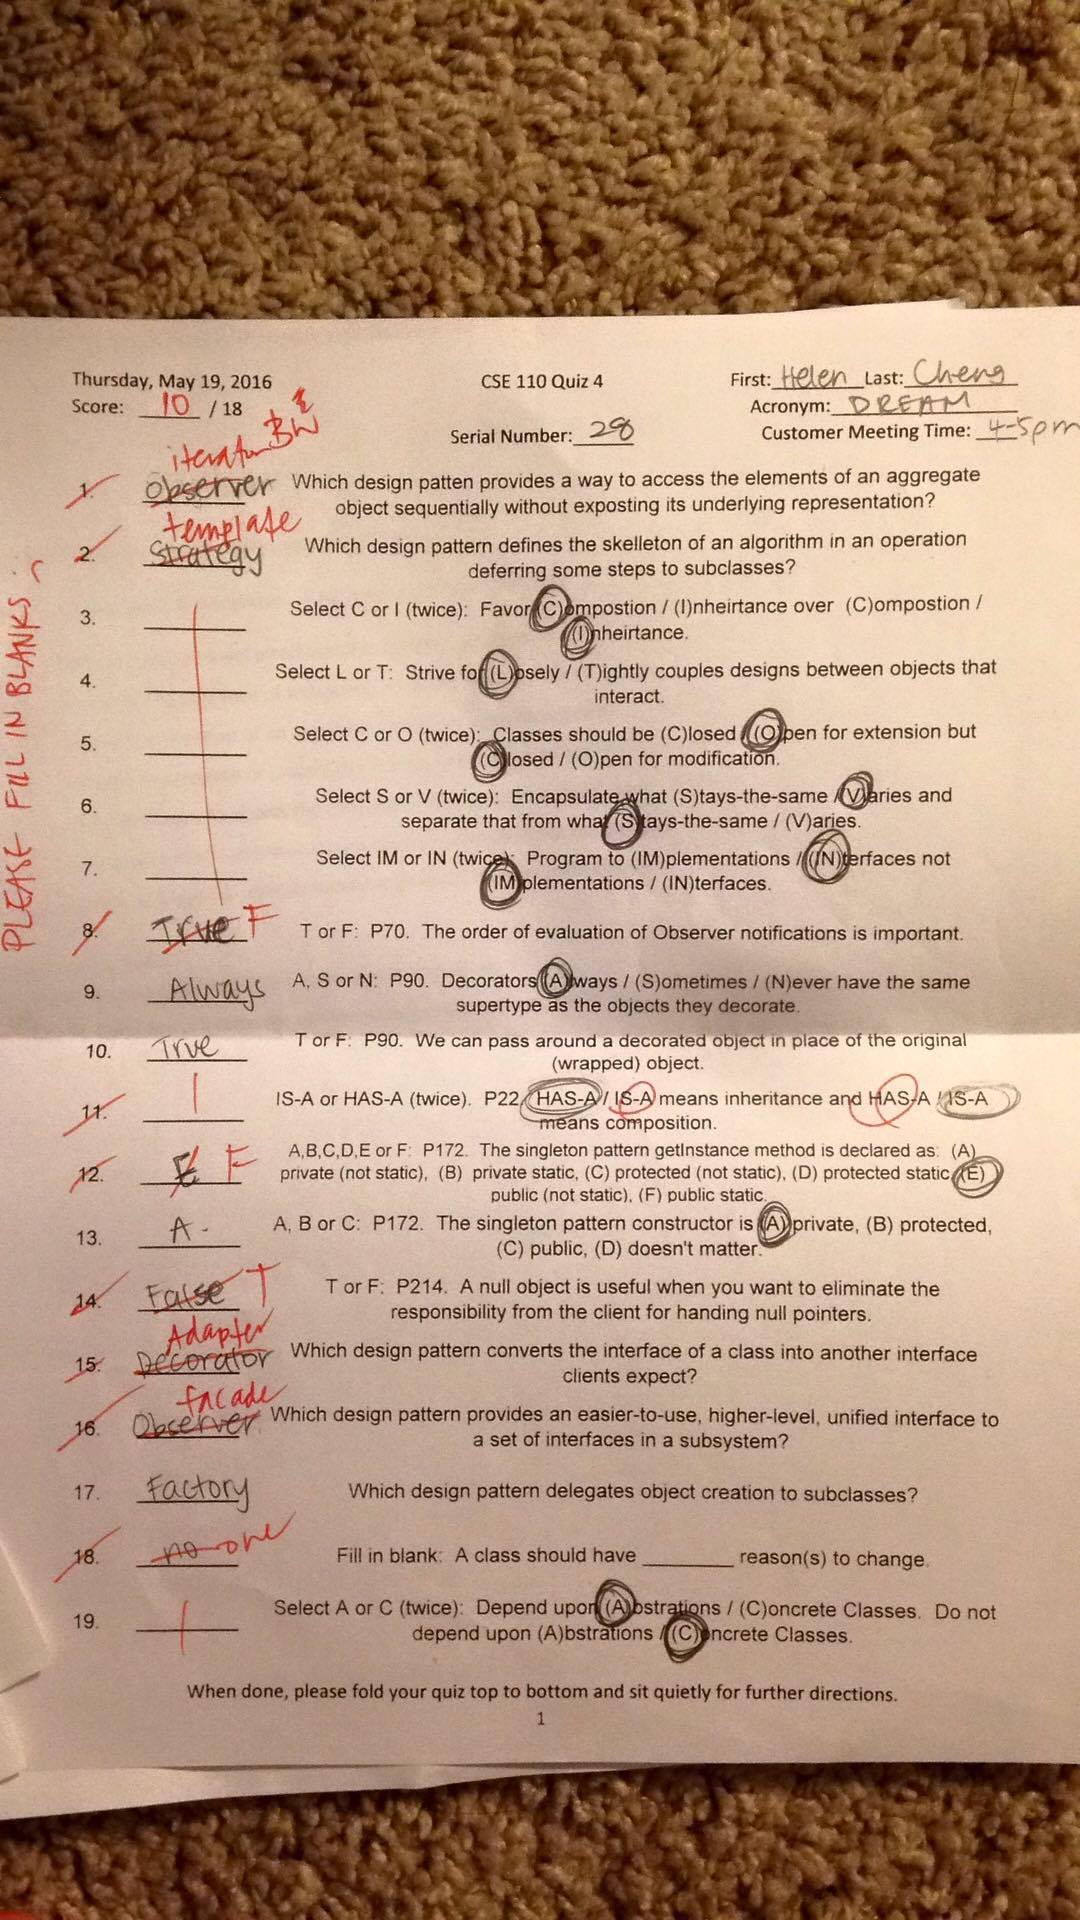 Thursday, May 19, 2016 CSE 110 Quiz 4 First: Helen Last: Cheng
Score: 10 / 18 Acronym: DREAM
Serial Number: 28 Customer Meeting Time: 4-5pm
iterator BW
1. Observer Which design patten provides a way to access the elements of an aggregate
object sequentially without exposing its underlying representation?
template
2. Strategy Which design pattern defines the skelleton of an algorithm in an operation
deferring some steps to subclasses?
PLEASE FILL IN BLANKS
3. Select C or I (twice): Favor (C)ompostion / (I)nheirtance over (C)ompostion /
(I)nheirtance.
4. Select L or T: Strive for (L)osely / (T)ightly couples designs between objects that
interact.
5. Select C or O (twice): Classes should be (C)losed / (O)pen for extension but
(C)losed / (O)pen for modification.
6. Select S or V (twice): Encapsulate what (S)tays-the-same / (V)aries and
separate that from what (S)tays-the-same / (V)aries.
7. Select IM or IN (twice): Program to (IM)plementations / (IN)terfaces not
(IM)plementations / (IN)terfaces.
8. True F T or F: P70. The order of evaluation of Observer notifications is important.
9. Always A, S or N: P90. Decorators (A)lways / (S)ometimes / (N)ever have the same
supertype as the objects they decorate.
10. True T or F: P90. We can pass around a decorated object in place of the original
(wrapped) object.
11. IS-A or HAS-A (twice). P22. HAS-A / IS-A means inheritance and HAS-A / IS-A
means composition.
12. E F A,B,C,D,E or F: P172. The singleton pattern getInstance method is declared as: (A)
private (not static), (B) private static, (C) protected (not static), (D) protected static, (E)
public (not static), (F) public static.
13. A. A, B or C: P172. The singleton pattern constructor is (A) private, (B) protected,
(C) public, (D) doesn't matter.
14. False T T or F: P214. A null object is useful when you want to eliminate the
responsibility from the client for handing null pointers.
Adapter
15. Decorator Which design pattern converts the interface of a class into another interface
clients expect?
facade
16. Observer Which design pattern provides an easier-to-use, higher-level, unified interface to
a set of interfaces in a subsystem?
17. Factory Which design pattern delegates object creation to subclasses?
18. no one Fill in blank: A class should have ________ reason(s) to change.
19. Select A or C (twice): Depend upon (A)bstrations / (C)oncrete Classes. Do not
depend upon (A)bstrations / (C)oncrete Classes.
When done, please fold your quiz top to bottom and sit quietly for further directions.
1